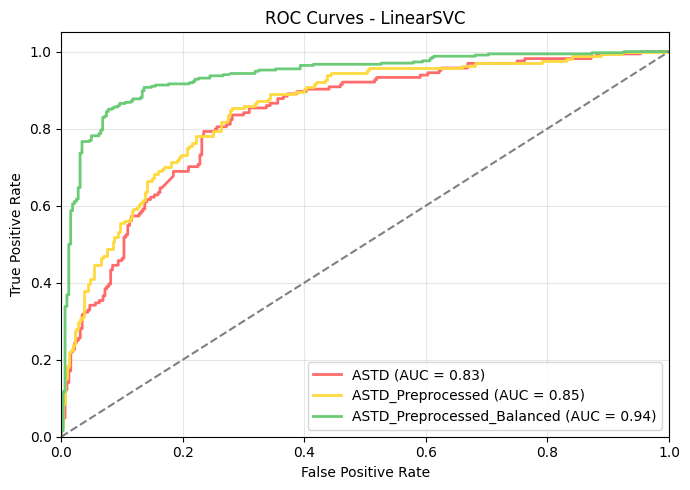 ROC Curves - LinearSVC
True Positive Rate
1.0
0.8
0.6
0.4
0.2
0.0
ASTD (AUC = 0.83)
ASTD_Preprocessed (AUC = 0.85)
ASTD_Preprocessed_Balanced (AUC = 0.94)
0.0 0.2 0.4 0.6 0.8 1.0
False Positive Rate